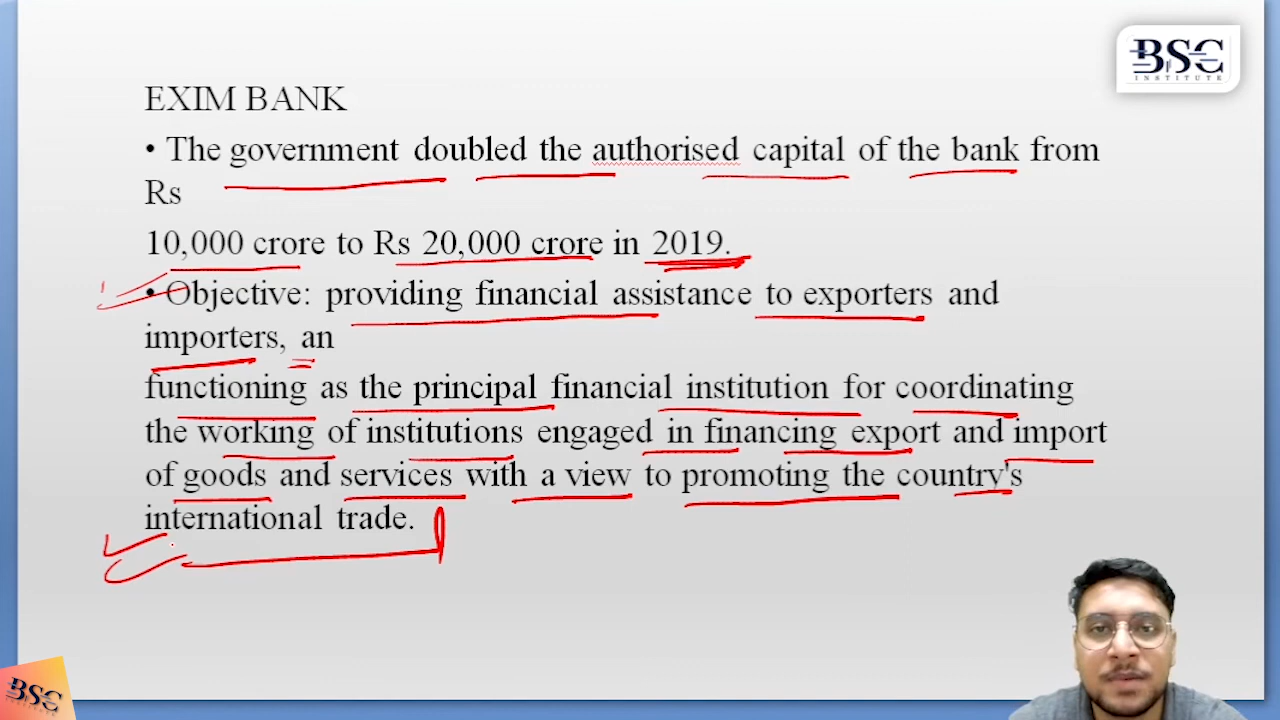 BSC
INSTITUTE
EXIM BANK
• The government doubled the authorised capital of the bank from
Rs
10,000 crore to Rs 20,000 crore in 2019.
• Objective: providing financial assistance to exporters and
importers, an
functioning as the principal financial institution for coordinating
the working of institutions engaged in financing export and import
of goods and services with a view to promoting the country's
international trade.
BSC